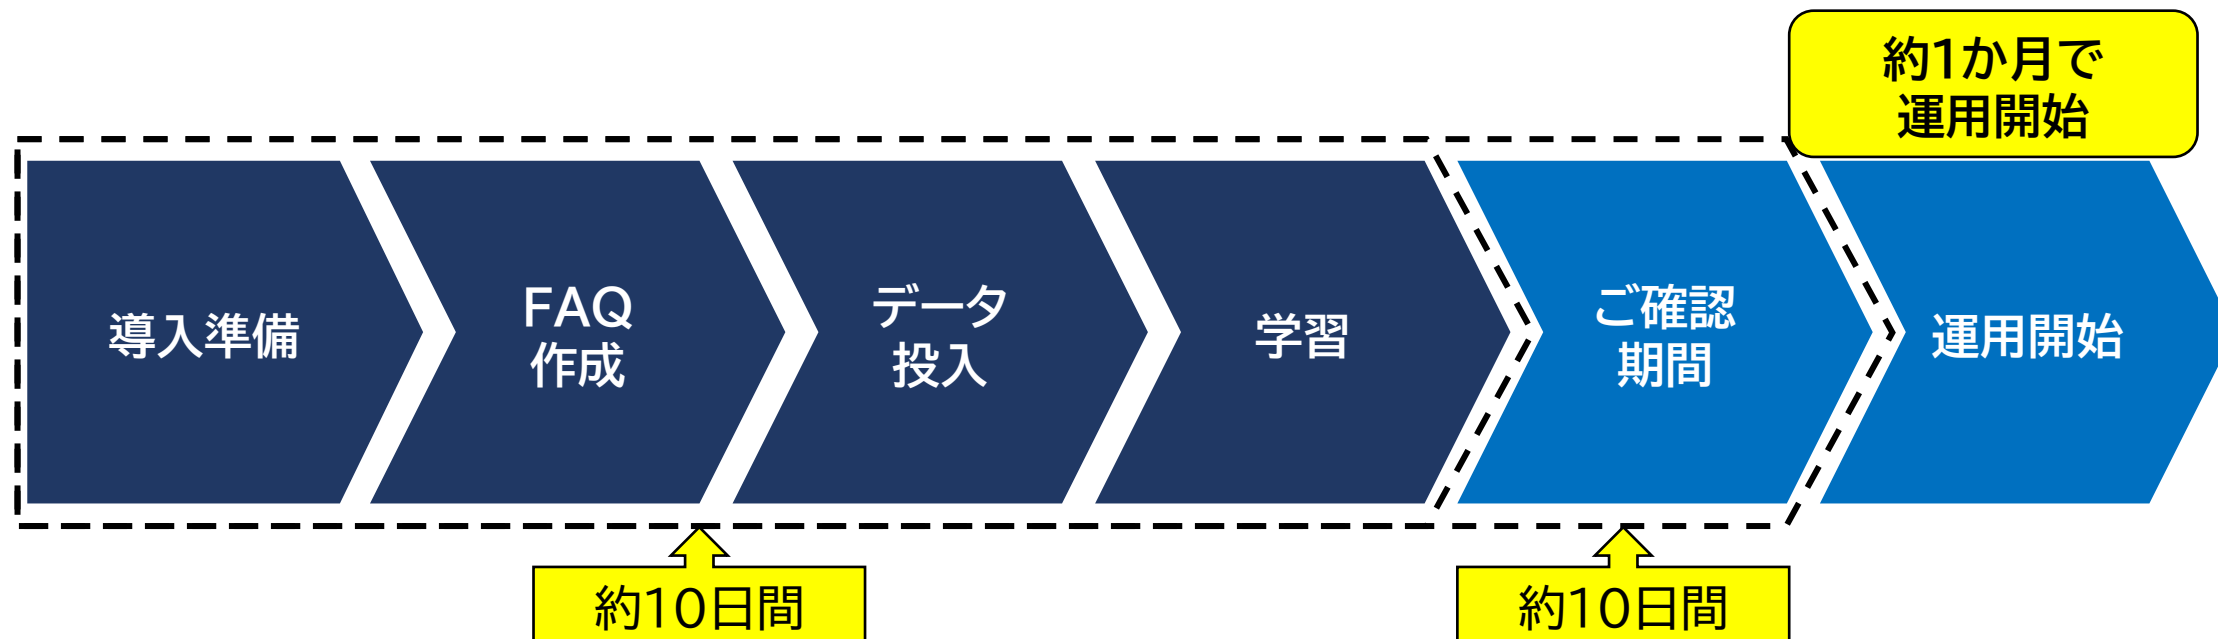 約1か月で
運用開始
導入準備
FAQ
作成
データ
投入
学習
ご確認
期間
運用開始
約10日間
約10日間